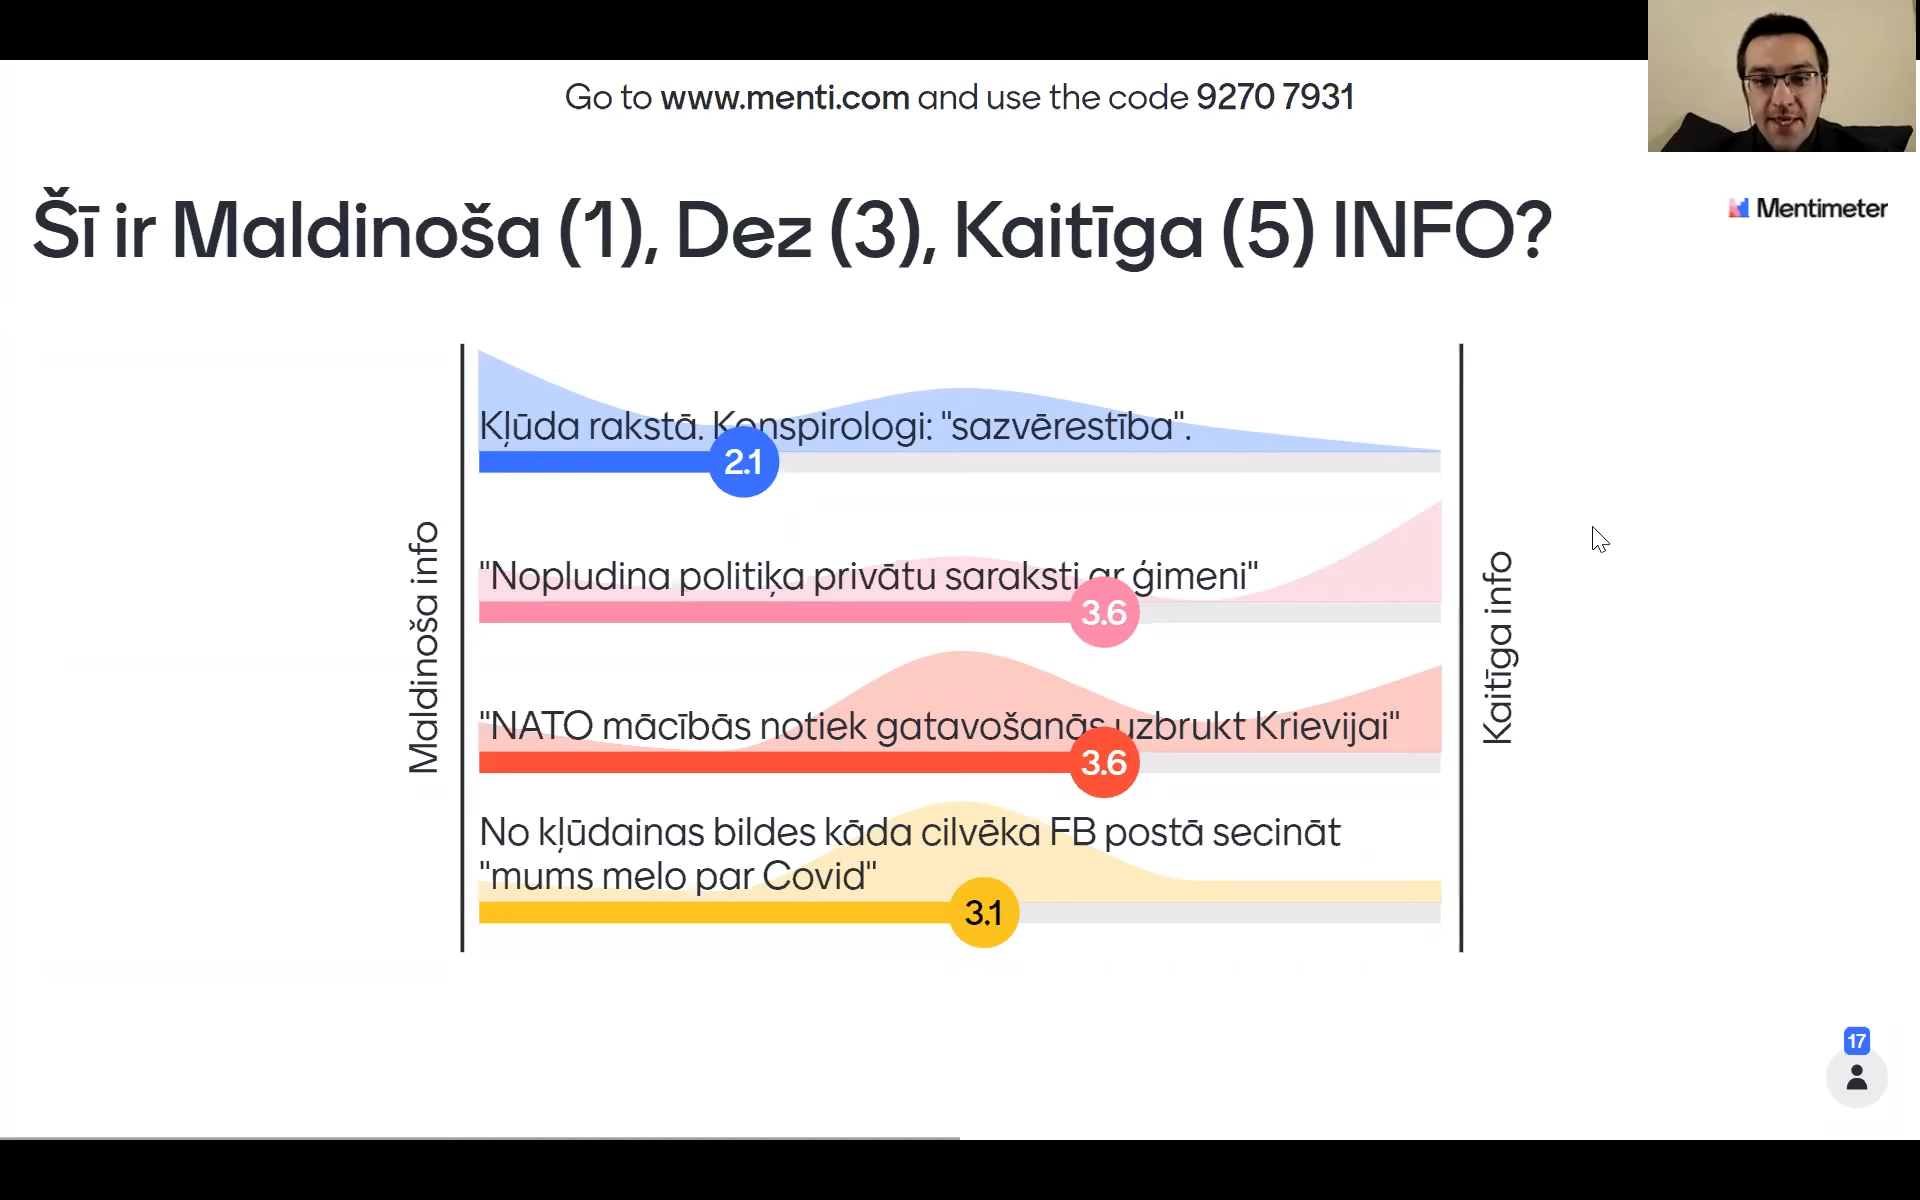 Go to www.menti.com and use the code 9270 7931
Šī ir Maldinoša (1), Dez (3), Kaitīga (5) INFO?
Mentimeter
Maldinoša info
Kļūda rakstā. Konspirologi: "sazvērestība".
2.1
"Nopludina politiķa privātu saraksti ar ģimeni"
3.6
"NATO mācībās notiek gatavošanās uzbrukt Krievijai"
3.6
No kļūdainas bildes kāda cilvēka FB postā secināt
"mums melo par Covid"
3.1
Kaitīga info
17